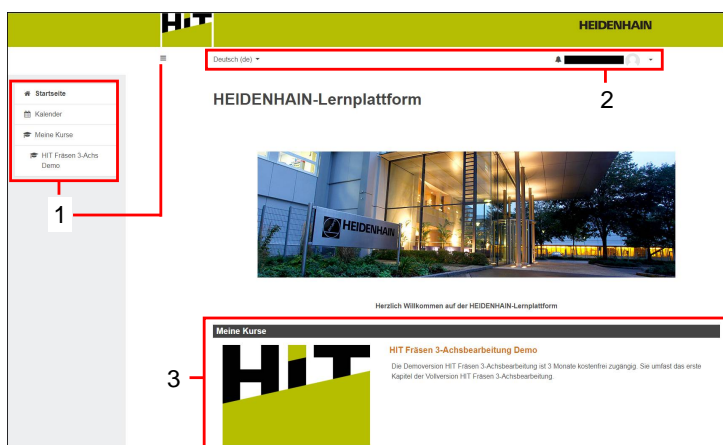 HiT
HEIDENHAIN
Deutsch (de)
Startseite
Kalender
Meine Kurse
HIT Fräsen 3-Achs
Demo
1
2
HEIDENHAIN-Lernplattform
HEIDENHAIN
Herzlich Willkommen auf der HEIDENHAIN-Lernplattform
3
Meine Kurse
HiT
HIT Fräsen 3-Achsbearbeitung Demo
Die Demoversion HIT Fräsen 3-Achsbearbeitung ist 3 Monate kostenfrei zugängig. Sie umfast das erste
Kapitel der Vollversion HIT Fräsen 3-Achsbearbeitung.